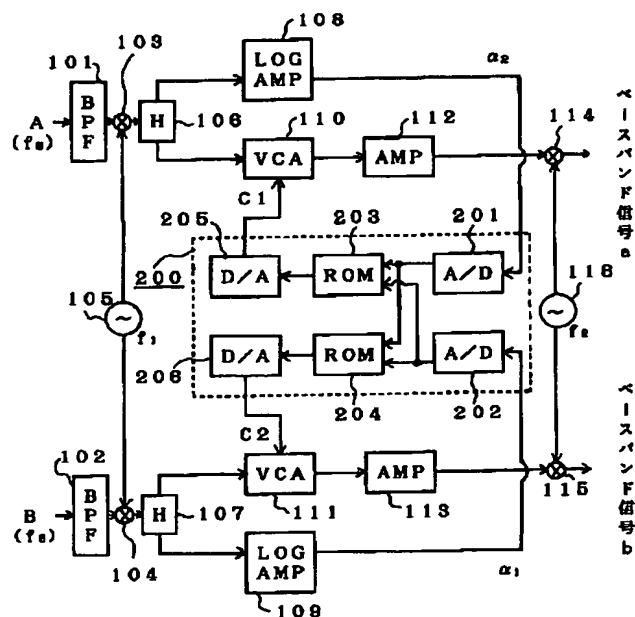 108
103
101
LOG AMP
α2
110
112
114
BPF
A
(fs)
H
106
VCA
AMP
ベースバンド信号a
C1
205
203
201
200
D/A
ROM
A/D
118
105
~
f1
~
f2
D/A
ROM
A/D
206
204
202
C2
102
BPF
B
(fs)
H
107
VCA
AMP
115
104
111
113
LOG AMP
α1
109
ベースバンド信号b